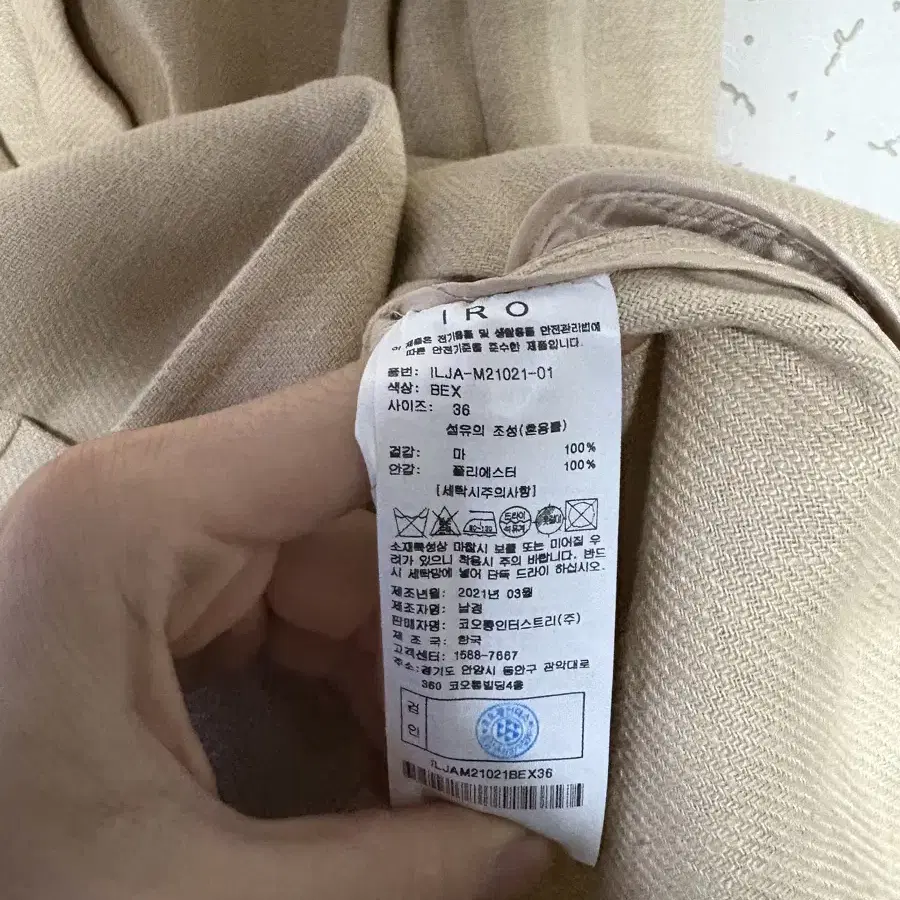 IRO
이 제품은 전기용품 및 생활용품 안전관리법에
따른 안전기준을 준수한 제품입니다.
품번: ILJA-M21021-01
색상: BEX
사이즈: 36
섬유의 조성(혼용률)
겉감: 마 100%
안감: 폴리에스터 100%
[세탁시주의사항]
드라이
석유계
소재특성상 마찰시 보풀 또는 미어질 우
려가 있으니 착용시 주의 바랍니다. 반드
시 세탁망에 넣어 단독 드라이 하십시오.
제조년월: 2021년 03월
제조자명: 남경
판매자명: 코오롱인더스트리(주)
제 조 국: 한국
고객센터: 1588-7667
주소:경기도 안양시 동안구 관악대로
360 코오롱빌딩4층
검
인
ILJAM21021BEX36